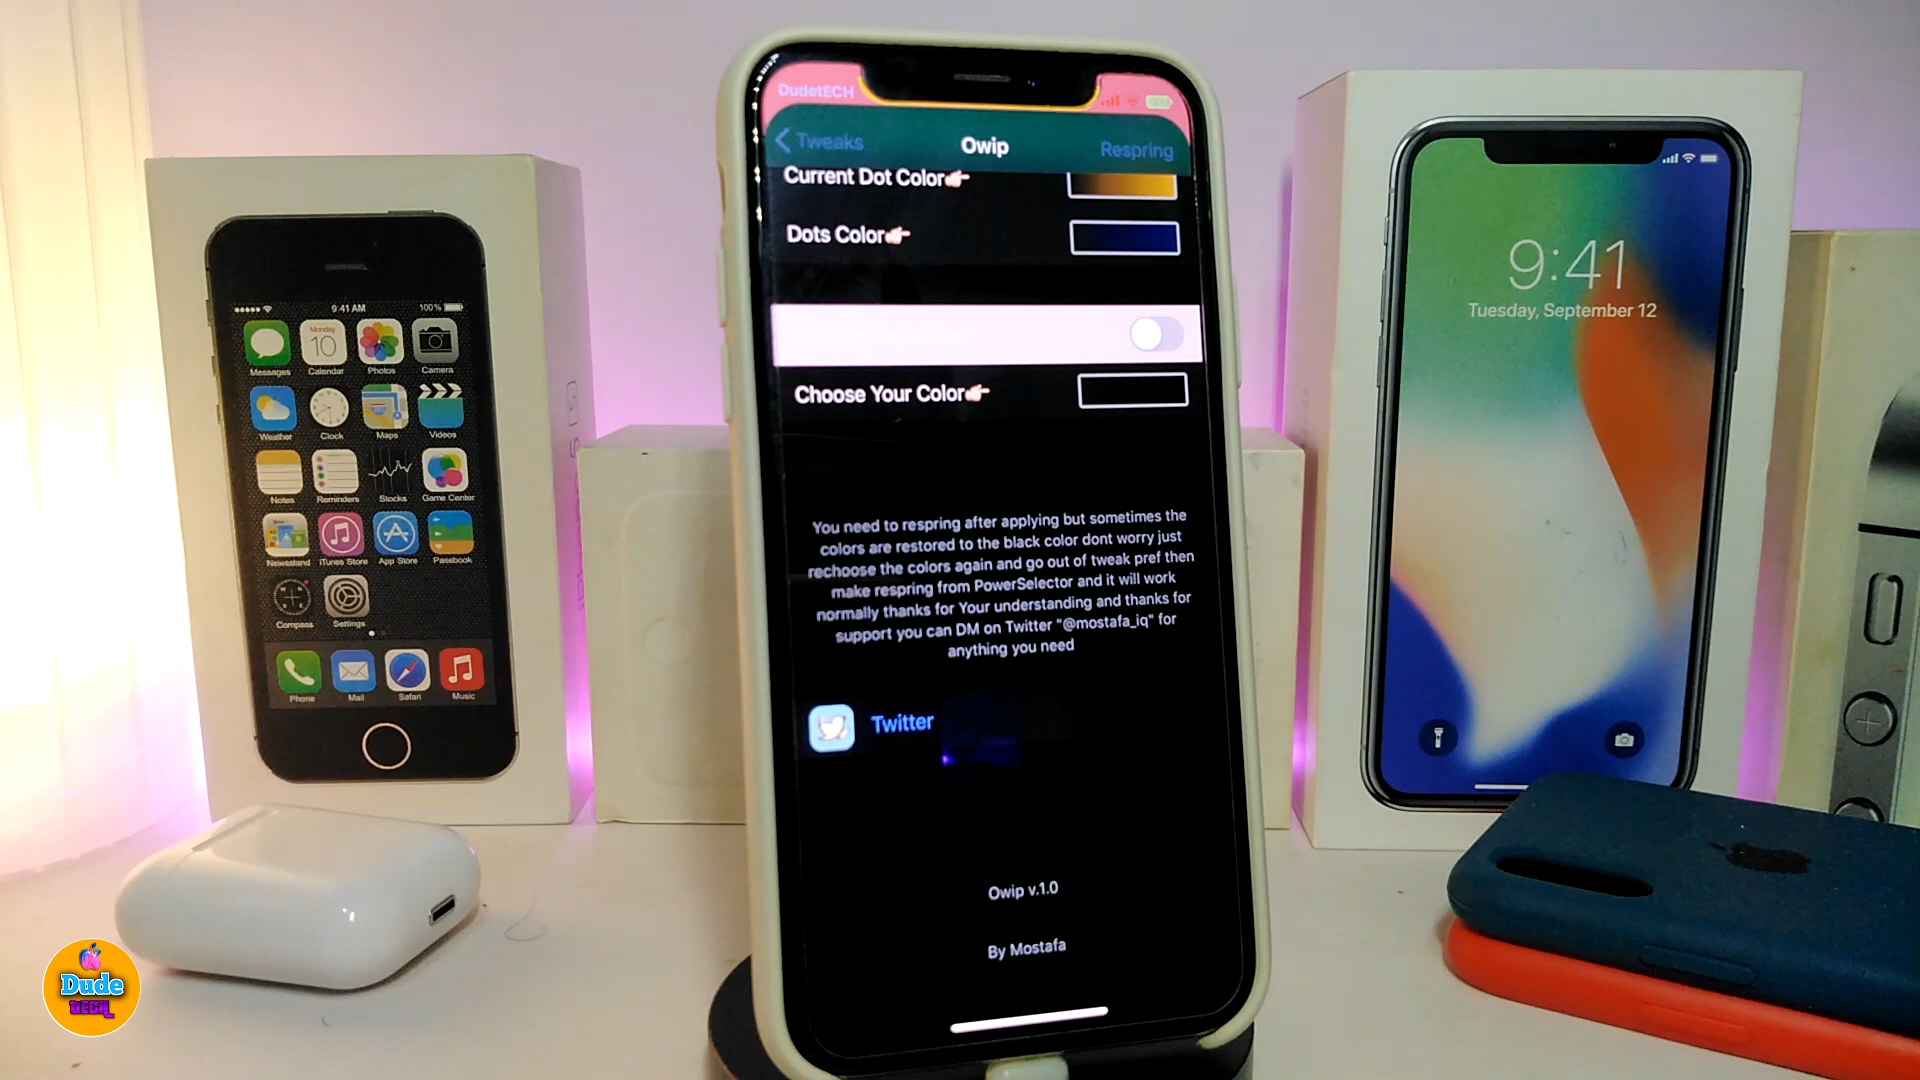 DudetECH
Tweaks
Owip
Respring
Current Dot Color👉🏻
Dots Color👉🏻
Choose Your Color👉🏻
You need to respring after applying but sometimes the
colors are restored to the black color dont worry just
rechoose the colors again and go out of tweak pref then
make respring from PowerSelector and it will work
normally thanks for Your understanding and thanks for
support you can DM on Twitter "@mostafa_iq" for
anything you need
Twitter
Owip v.1.0
By Mostafa
9:41 AM
100%
Monday
10
Messages
Calendar
Photos
Camera
Weather
Clock
Maps
Videos
Notes
Reminders
Stocks
Game Center
Newsstand
iTunes Store
App Store
Passbook
Compass
Settings
Phone
Mail
Safari
Music
9:41
Tuesday, September 12
Dude
TECH